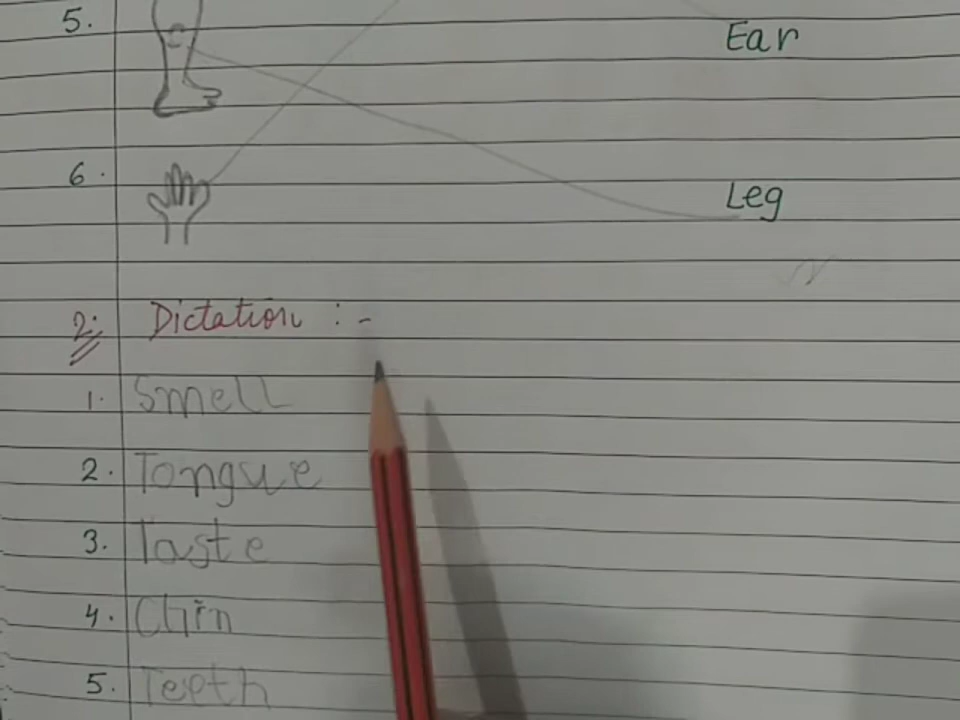 5. Ear
6. Leg
2. Dictation :-
1. Smell
2. Tongue
3. Taste
4. Chin
5. Teeth